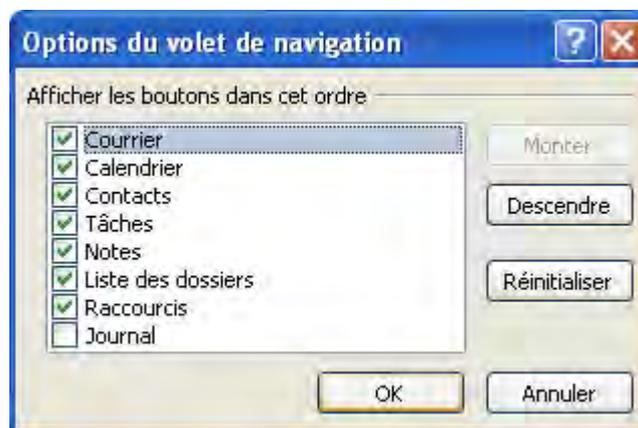 Options du volet de navigation
Afficher les boutons dans cet ordre
Courrier
Calendrier
Contacts
Tâches
Notes
Liste des dossiers
Raccourcis
Journal
Monter
Descendre
Réinitialiser
OK
Annuler